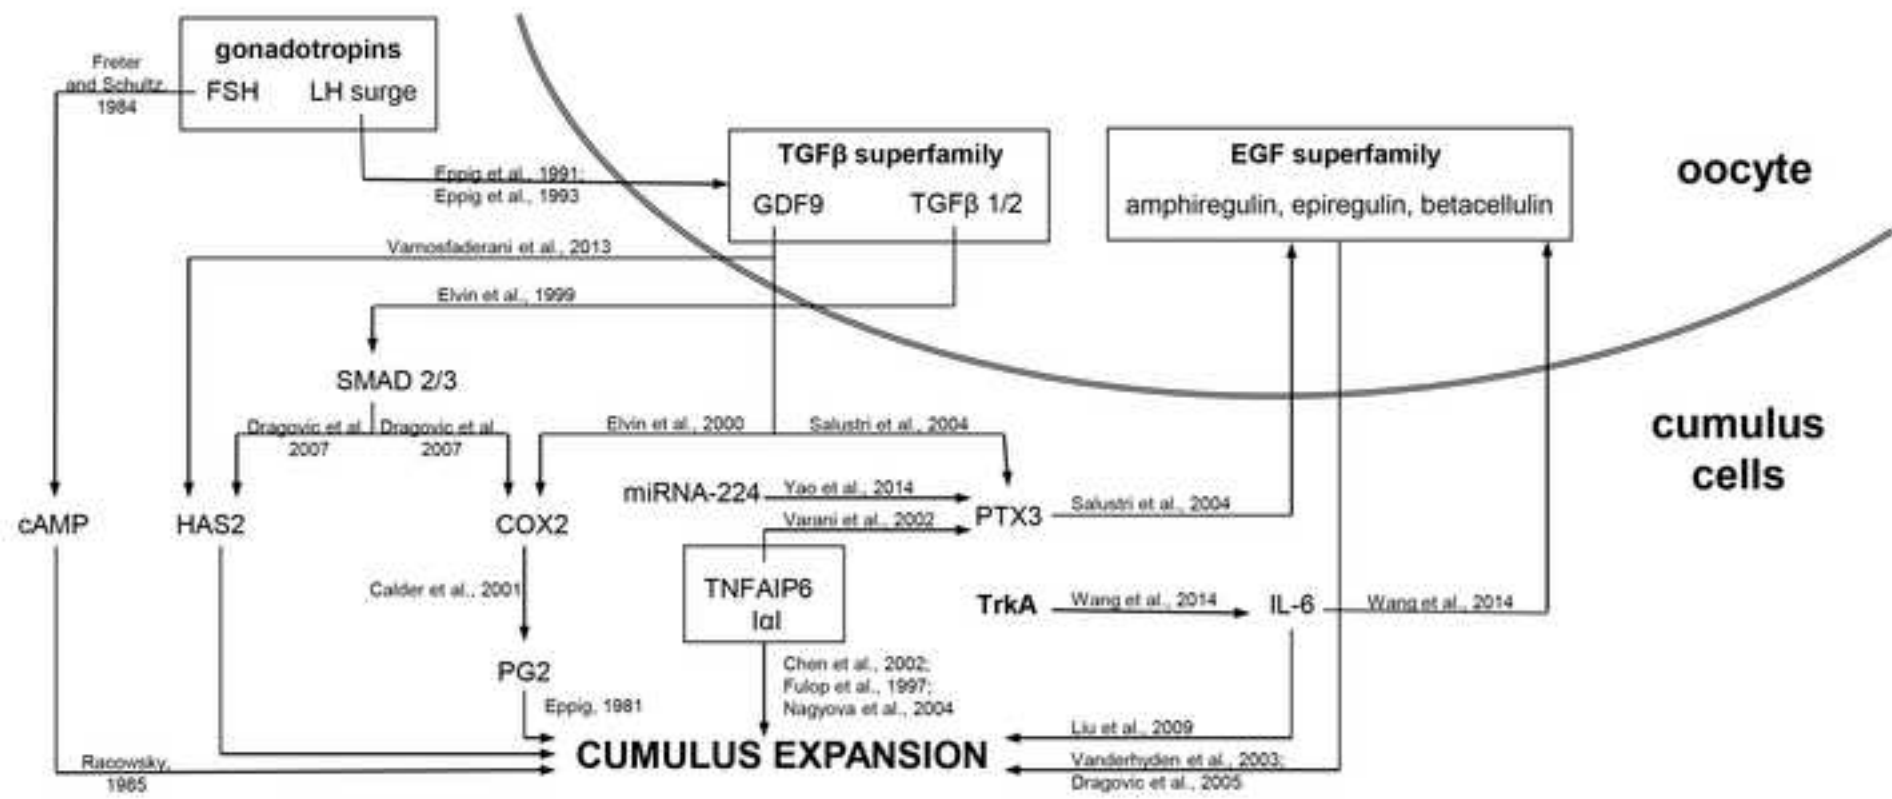 gonadotropins
FSH LH surge
Freter
and Schultz,
1984
Eppig et al., 1991;
Eppig et al., 1993
TGFβ superfamily
GDF9 TGFβ 1/2
EGF superfamily
amphiregulin, epiregulin, betacellulin
oocyte
Vamosfaderani et al., 2013
Elvin et al., 1999
SMAD 2/3
Dragovic et al.
2007
Dragovic et al.
2007
Elvin et al., 2000
Salustri et al., 2004
cumulus
cells
miRNA-224
Yao et al., 2014
Varani et al., 2002
PTX3
Salustri et al., 2004
cAMP
HAS2
COX2
Calder et al., 2001
TNFAIP6
IαI
TrkA
Wang et al., 2014
IL-6
Wang et al., 2014
PG2
Eppig, 1981
Chen et al., 2002;
Fulop et al., 1997;
Nagyova et al., 2004
Liu et al., 2009
CUMULUS EXPANSION
Racowsky,
1985
Vanderhyden et al., 2003;
Dragovic et al., 2005